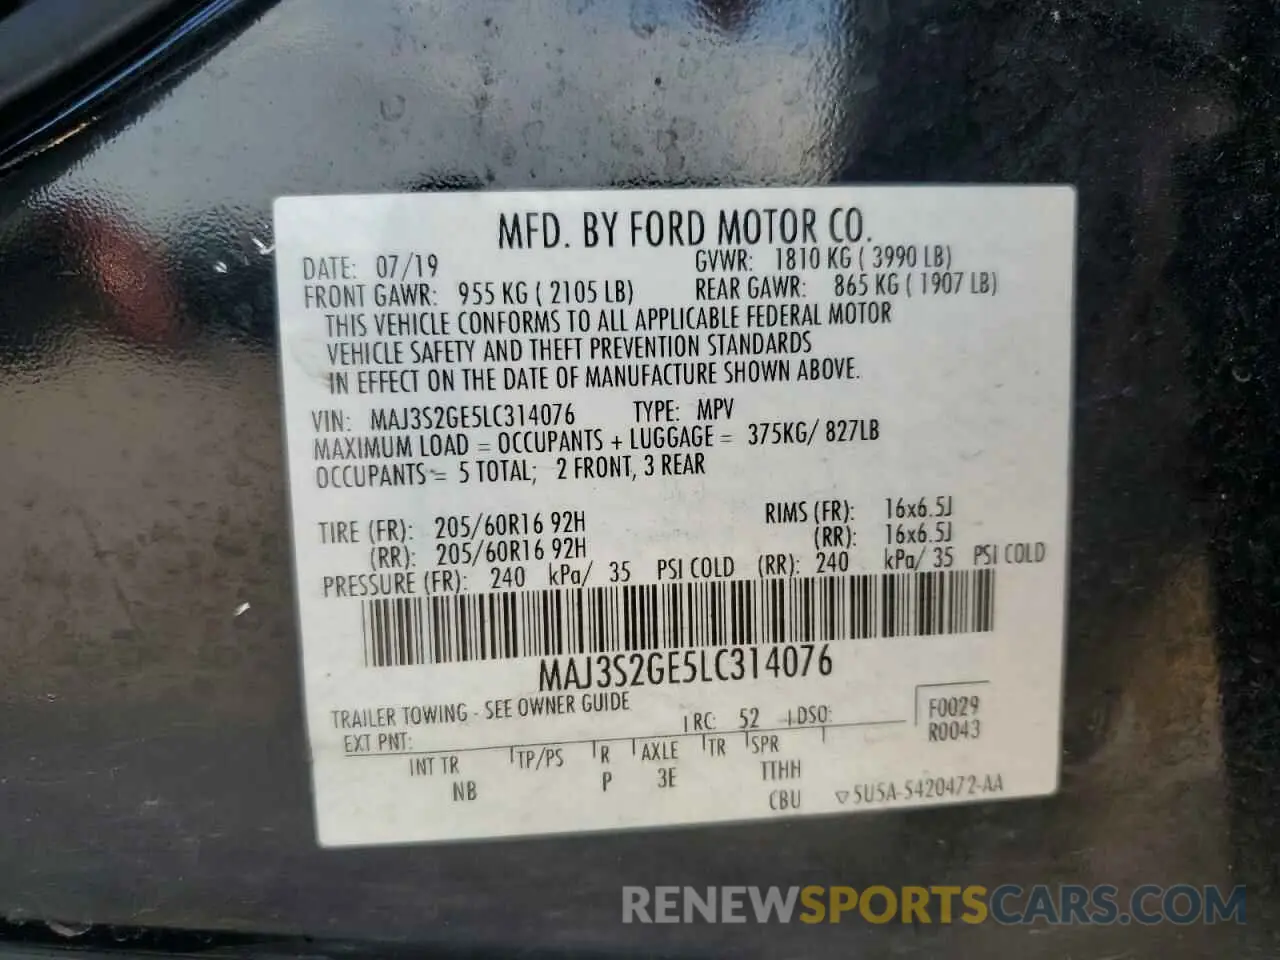 MFD. BY FORD MOTOR CO.
DATE: 07/19 GVWR: 1810 KG ( 3990 LB)
FRONT GAWR: 955 KG ( 2105 LB) REAR GAWR: 865 KG ( 1907 LB)
THIS VEHICLE CONFORMS TO ALL APPLICABLE FEDERAL MOTOR
VEHICLE SAFETY AND THEFT PREVENTION STANDARDS
IN EFFECT ON THE DATE OF MANUFACTURE SHOWN ABOVE.
VIN: MAJ3S2GE5LC314076 TYPE: MPV
MAXIMUM LOAD = OCCUPANTS + LUGGAGE = 375KG/ 827LB
OCCUPANTS = 5 TOTAL; 2 FRONT, 3 REAR
TIRE (FR): 205/60R16 92H RIMS (FR): 16x6.5J
(RR): 205/60R16 92H (RR): 16x6.5J
PRESSURE (FR): 240 kPa/ 35 PSI COLD (RR): 240 kPa/ 35 PSI COLD
MAJ3S2GE5LC314076
TRAILER TOWING - SEE OWNER GUIDE
EXT PNT: RC: 52 DSO: F0029
R0043
INT TR TP/PS R AXLE TR SPR
NB P 3E TTHH
CBU 5U5A-5420472-AA
RENEWSPORTSCARS.COM